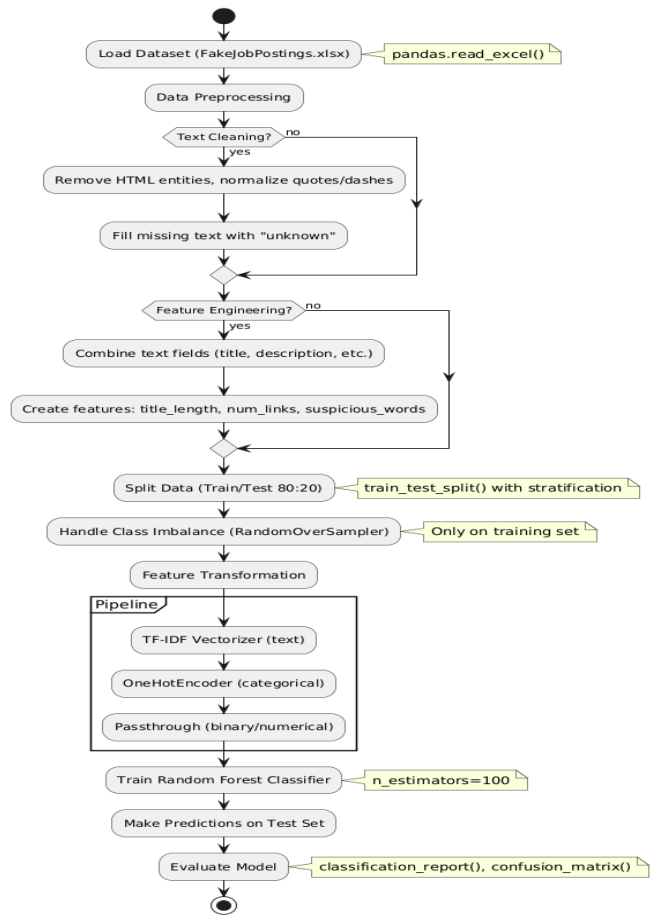 Load Dataset (FakeJobPostings.xlsx)
pandas.read_excel()
Data Preprocessing
Text Cleaning?
no
yes
Remove HTML entities, normalize quotes/dashes
Fill missing text with "unknown"
Feature Engineering?
no
yes
Combine text fields (title, description, etc.)
Create features: title_length, num_links, suspicious_words
Split Data (Train/Test 80:20)
train_test_split() with stratification
Handle Class Imbalance (RandomOverSampler)
Only on training set
Feature Transformation
Pipeline
TF-IDF Vectorizer (text)
OneHotEncoder (categorical)
Passthrough (binary/numerical)
Train Random Forest Classifier
n_estimators=100
Make Predictions on Test Set
Evaluate Model
classification_report(), confusion_matrix()